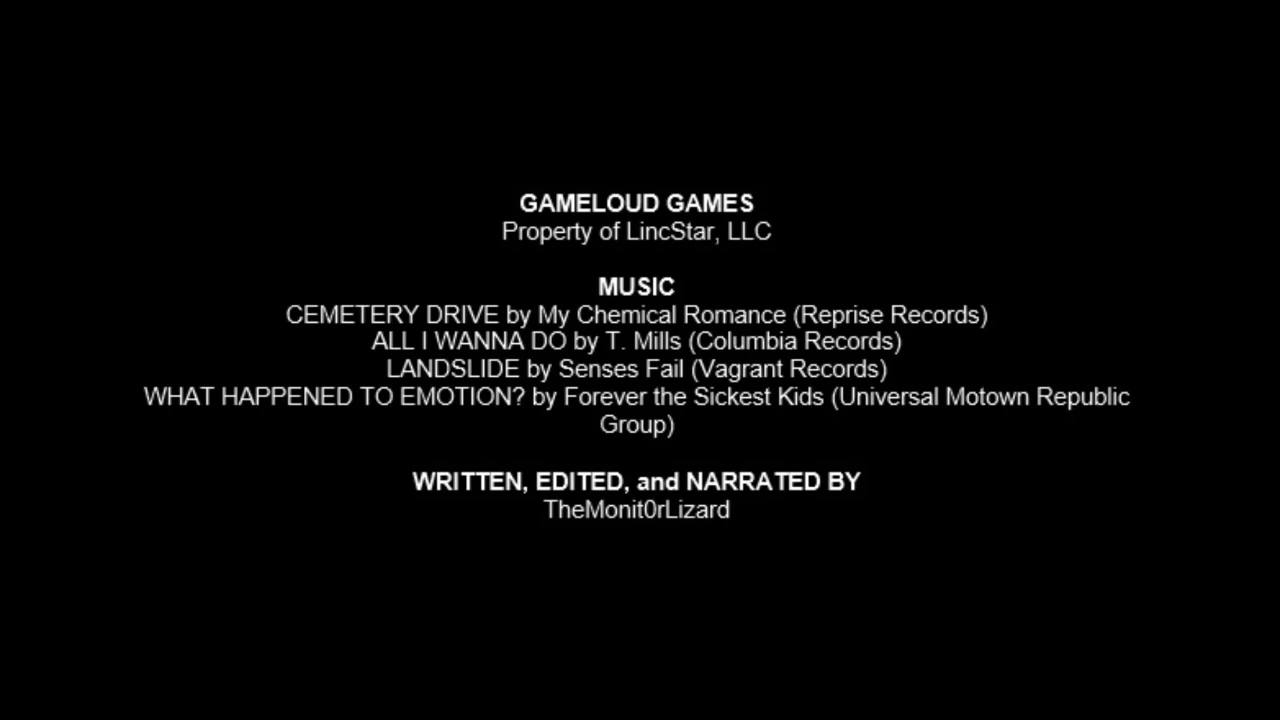 GAMELOUD GAMES
Property of LincStar, LLC
MUSIC
CEMETERY DRIVE by My Chemical Romance (Reprise Records)
ALL I WANNA DO by T. Mills (Columbia Records)
LANDSLIDE by Senses Fail (Vagrant Records)
WHAT HAPPENED TO EMOTION? by Forever the Sickest Kids (Universal Motown Republic
Group)
WRITTEN, EDITED, and NARRATED BY
TheMonit0rLizard